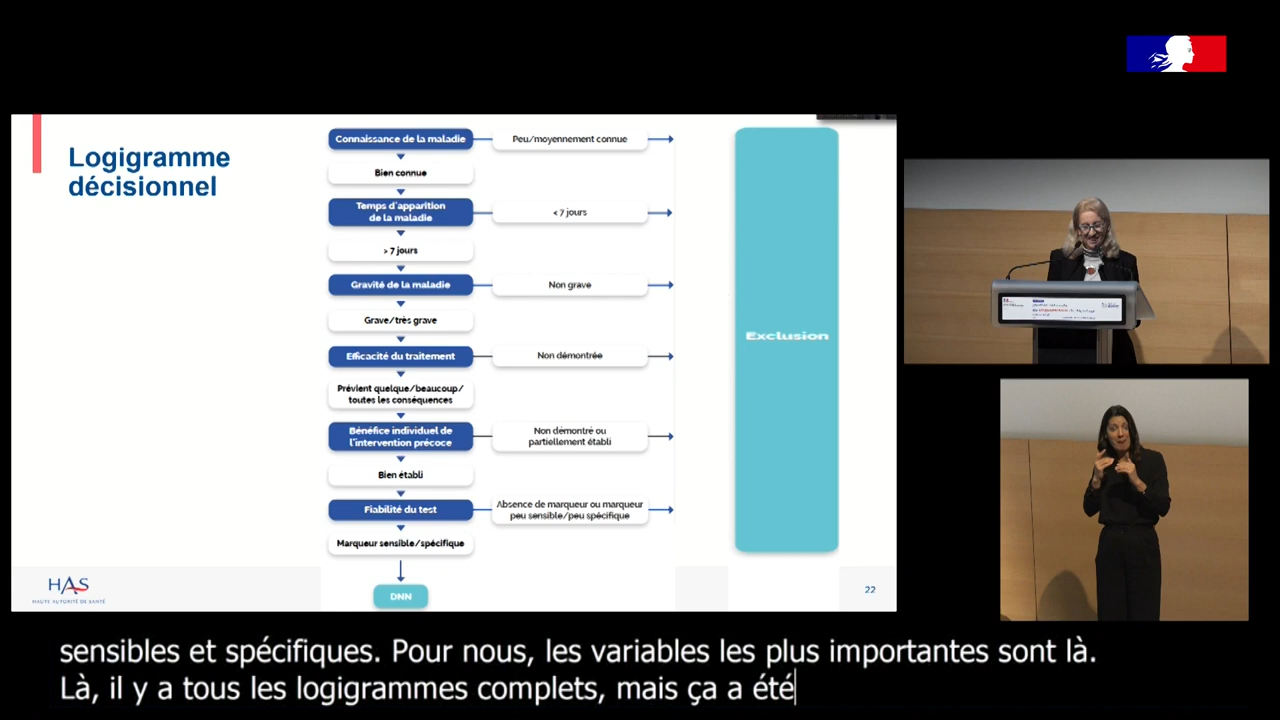 Logigramme
décisionnel
Connaissance de la maladie
Peu/moyennement connue
Bien connue
Temps d'apparition
de la maladie
< 7 jours
> 7 jours
Gravité de la maladie
Non grave
Grave/très grave
Efficacité du traitement
Non démontrée
Prévient quelque/beaucoup/
toutes les conséquences
Bénéfice individuel de
l'intervention précoce
Non démontré ou
partiellement établi
Bien établi
Fiabilité du test
Absence de marqueur ou marqueur
peu sensible/peu spécifique
Marqueur sensible/spécifique
DNN
Exclusion
HAS
HAUTE AUTORITÉ DE SANTÉ
22
sensibles et spécifiques. Pour nous, les variables les plus importantes sont là.
Là, il y a tous les logigrammes complets, mais ça a été